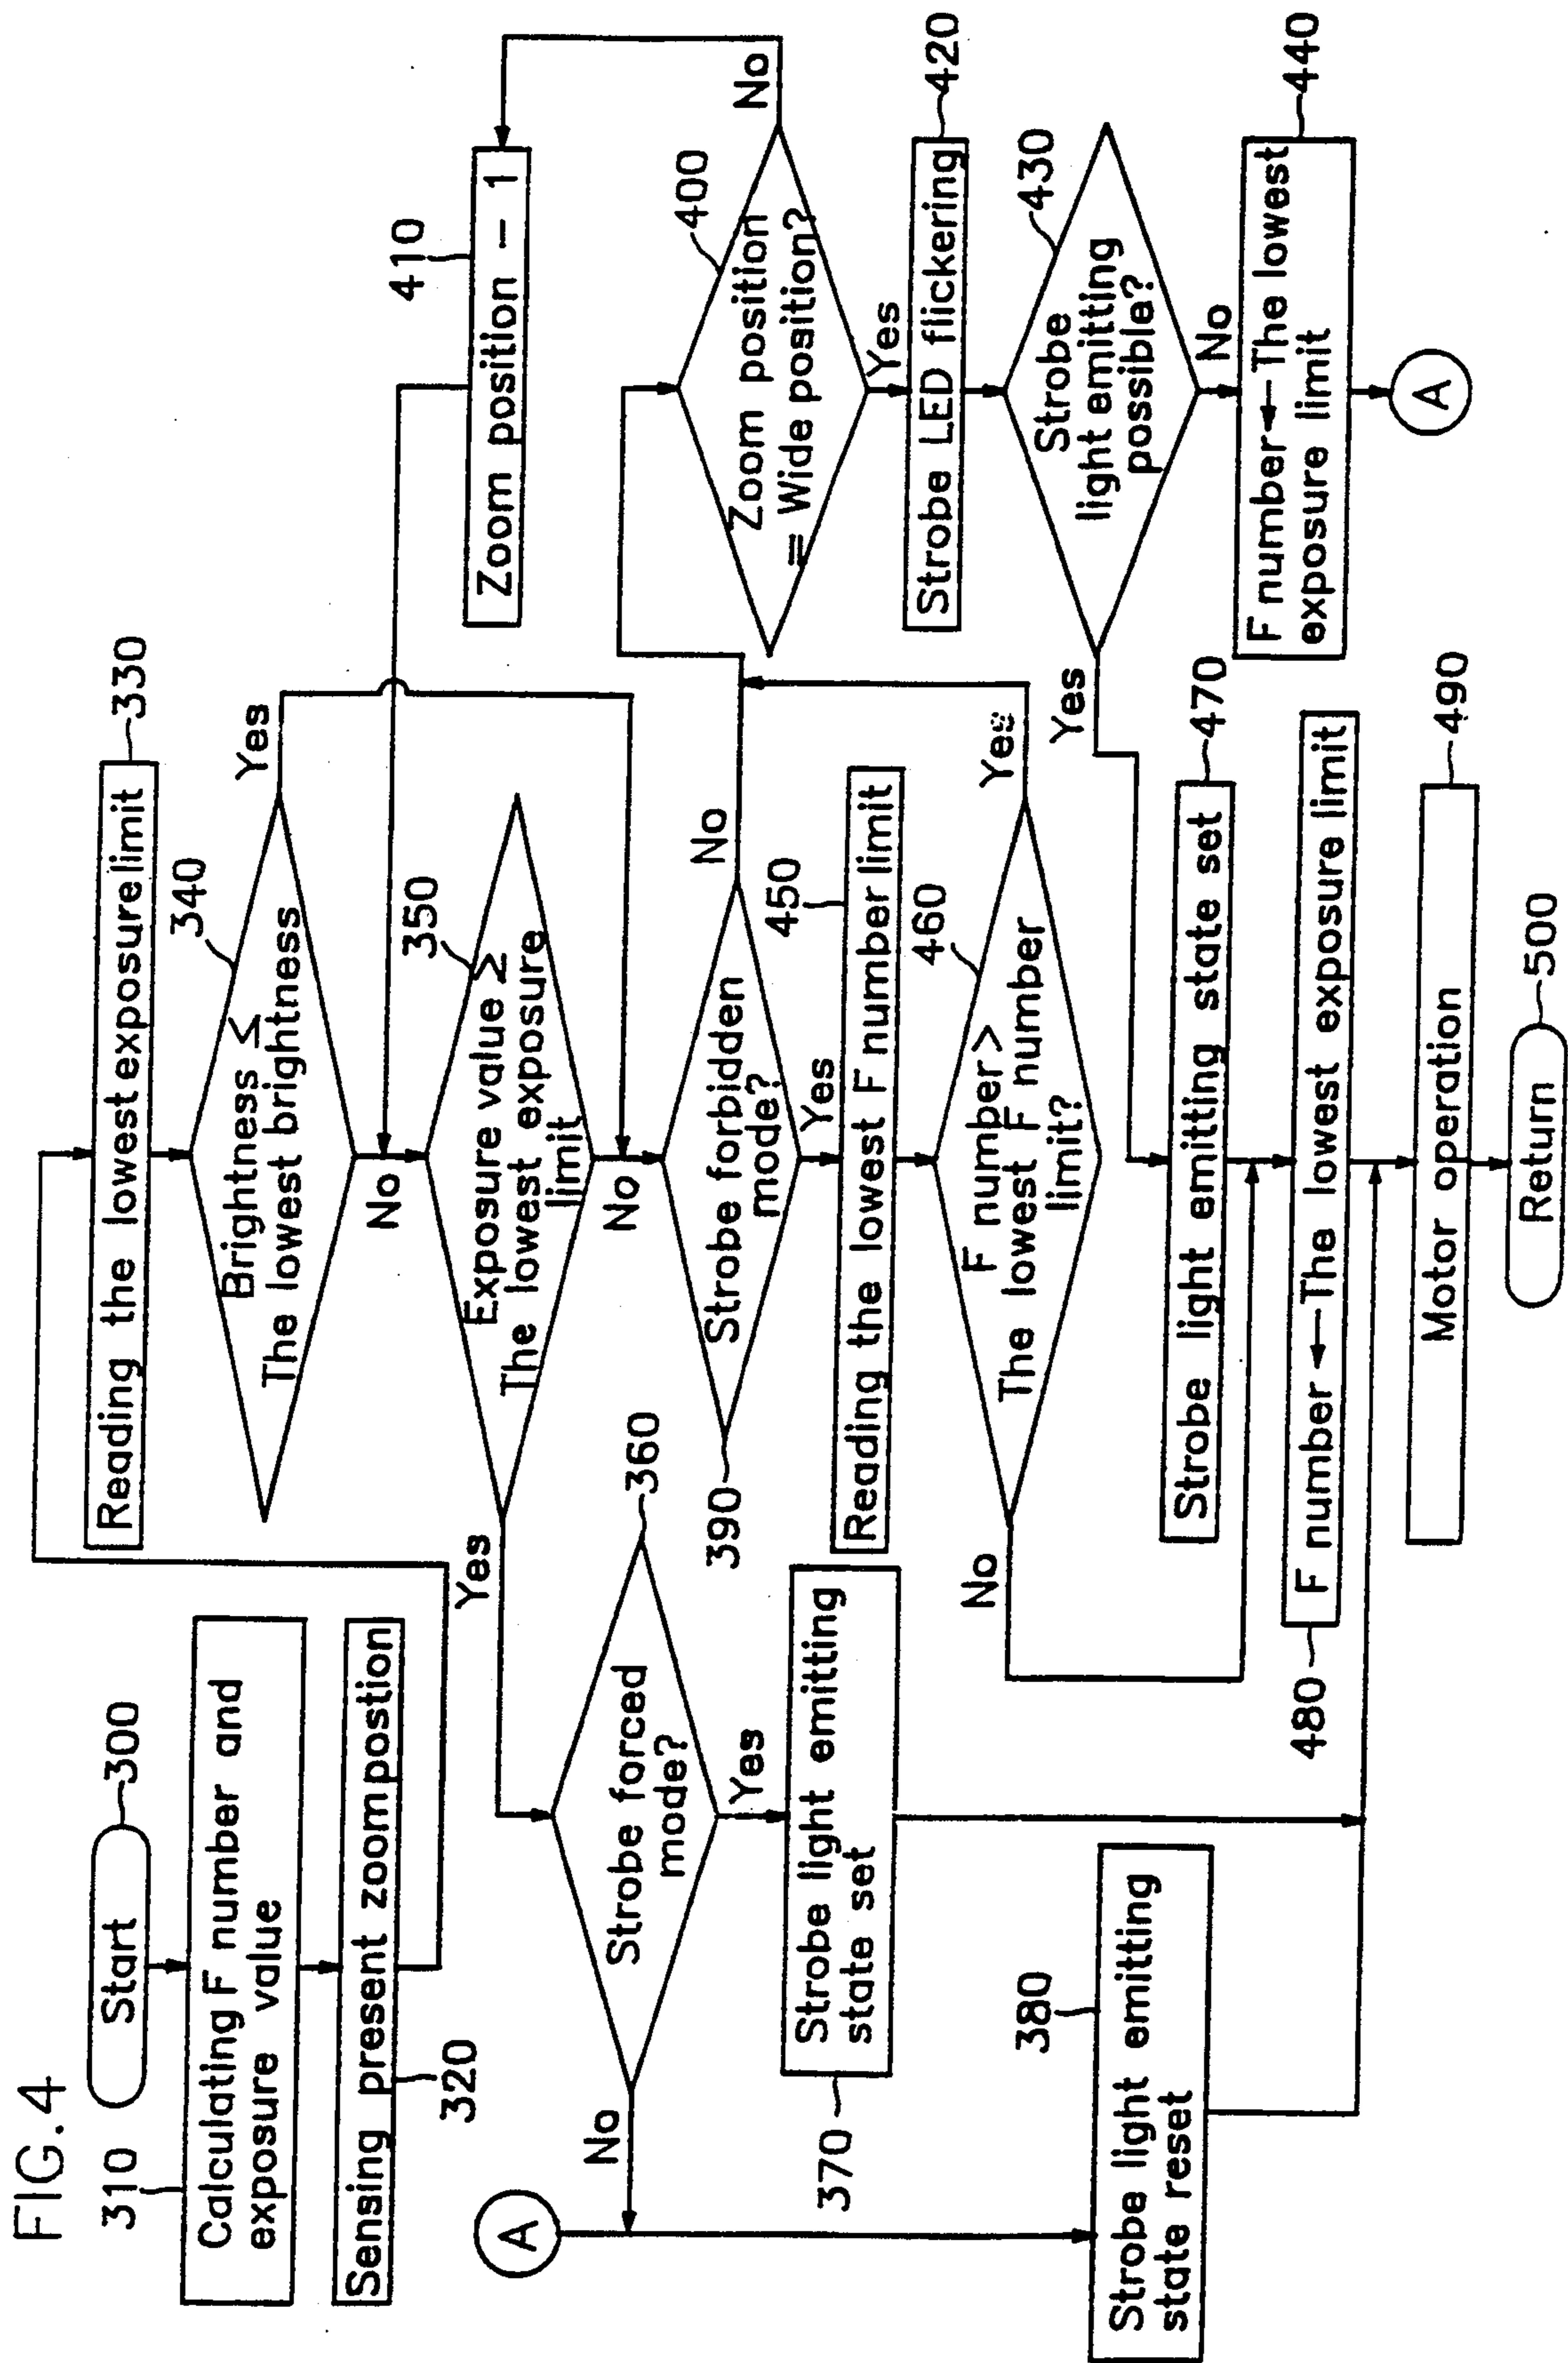 FIG.4
Start
300
310
Calculating F number and
exposure value
Sensing present zoom postion
320
Reading the lowest exposure limit
330
340
Brightness ≤
The lowest brightness
Yes
No
350
Exposure value ≥
The lowest exposure
limit
Yes
No
360
Strobe forced
mode?
No
Yes
Strobe light emitting
state set
370
A
380
Strobe light emitting
state reset
Strobe forbidden
mode?
390
No
Yes
450
Reading the lowest F number limit
460
F number >
The lowest F number
limit?
Yes
No
410
Zoom position - 1
400
Zoom position
= Wide position?
No
Yes
Strobe LED flickering
420
430
Strobe
light emitting
possible?
Yes
No
440
F number ← The lowest
exposure limit
A
Strobe light emitting state set
470
F number ← The lowest exposure limit
480
Motor operation
490
Return
500